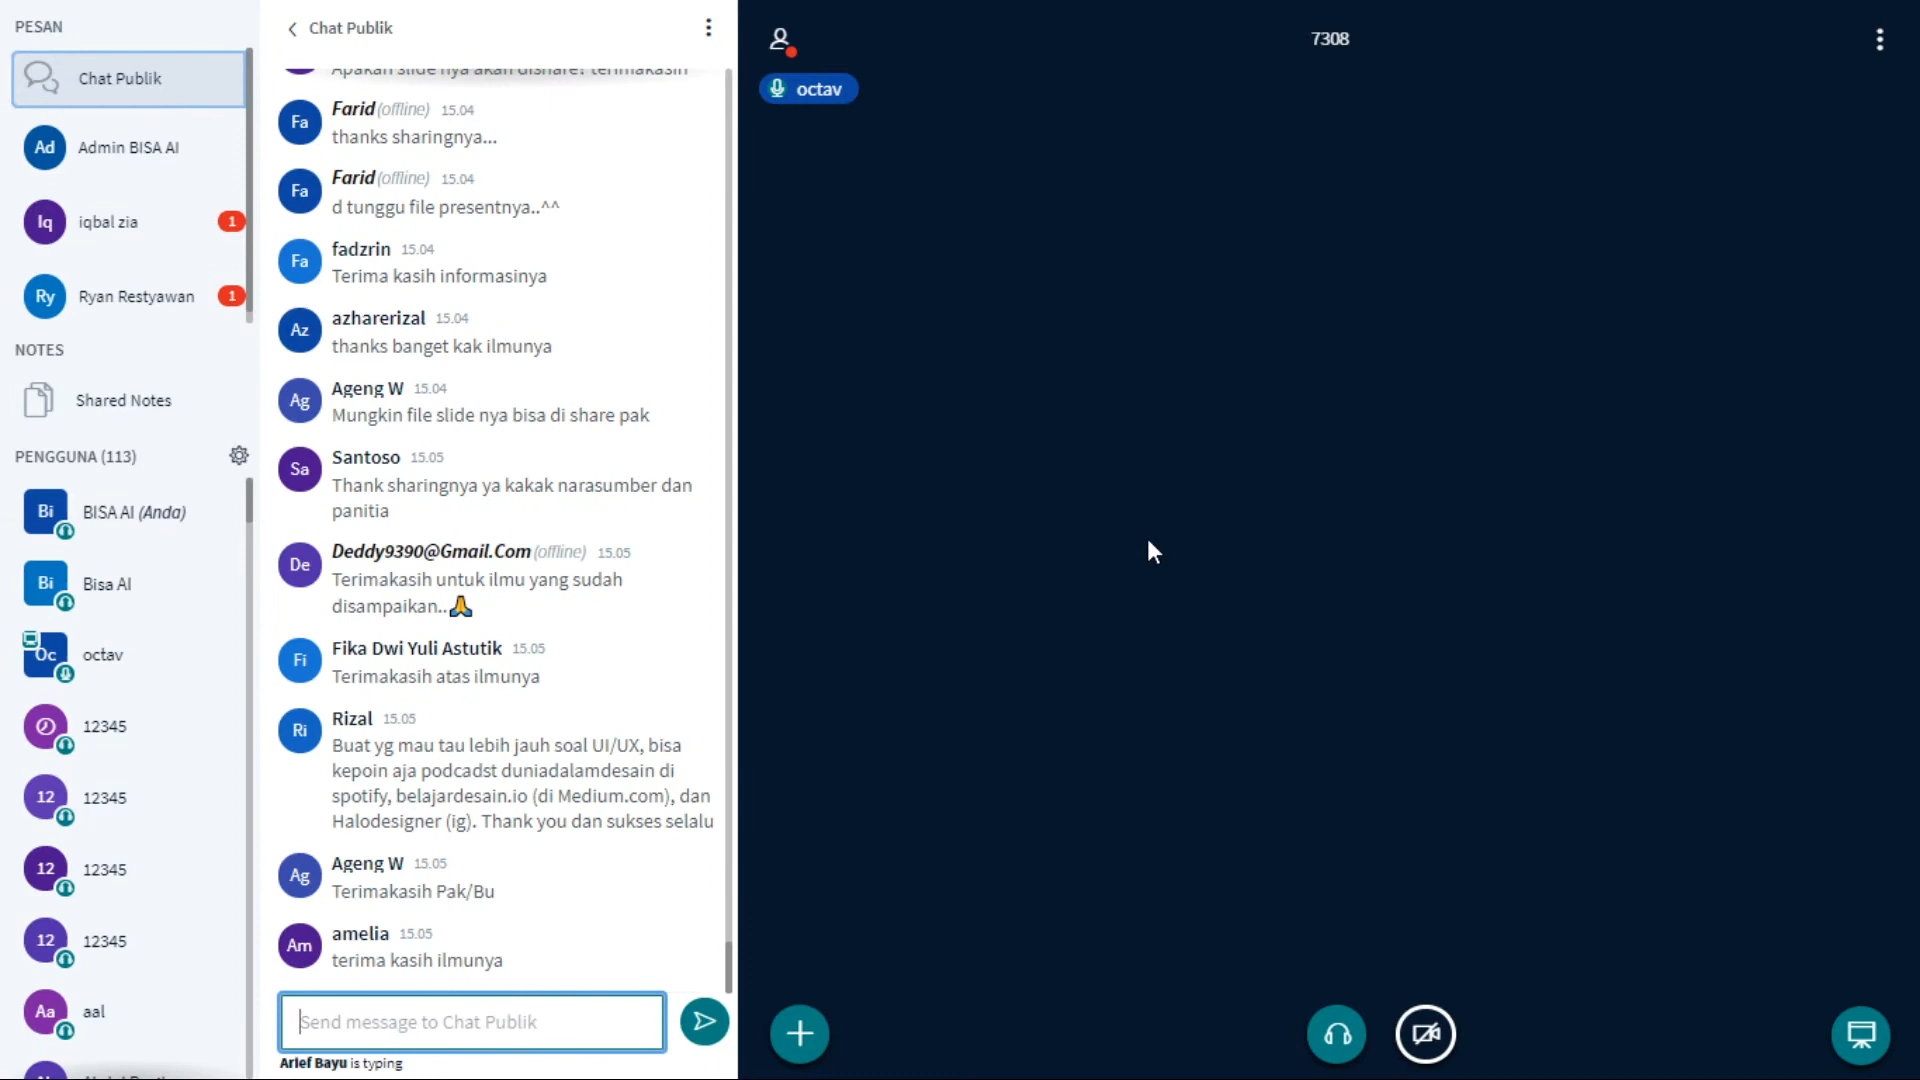 PESAN
Chat Publik
Ad Admin BISA AI
Iq iqbal zia 1
Ry Ryan Restyawan 1
NOTES
Shared Notes
PENGGUNA (113)
Bi BISA AI (Anda)
Bi Bisa AI
Oc octav
12345
12 12345
12 12345
12 12345
Aa aal
Chat Publik
Apakah slide nya akan dishare? terimakasih
Fa Farid (offline) 15.04
thanks sharingnya...
Fa Farid (offline) 15.04
d tunggu file presentnya..^^
Fa fadzrin 15.04
Terima kasih informasinya
Az azharerizal 15.04
thanks banget kak ilmunya
Ag Ageng W 15.04
Mungkin file slide nya bisa di share pak
Sa Santoso 15.05
Thank sharingnya ya kakak narasumber dan
panitia
De Deddy9390@Gmail.Com (offline) 15.05
Terimakasih untuk ilmu yang sudah
disampaikan..🙏
Fi Fika Dwi Yuli Astutik 15.05
Terimakasih atas ilmunya
Ri Rizal 15.05
Buat yg mau tau lebih jauh soal UI/UX, bisa
kepoin aja podcadst duniadalamdesain di
spotify, belajardesain.io (di Medium.com), dan
Halodesigner (ig). Thank you dan sukses selalu
Ag Ageng W 15.05
Terimakasih Pak/Bu
Am amelia 15.05
terima kasih ilmunya
Send message to Chat Publik
Arief Bayu is typing
7308
octav